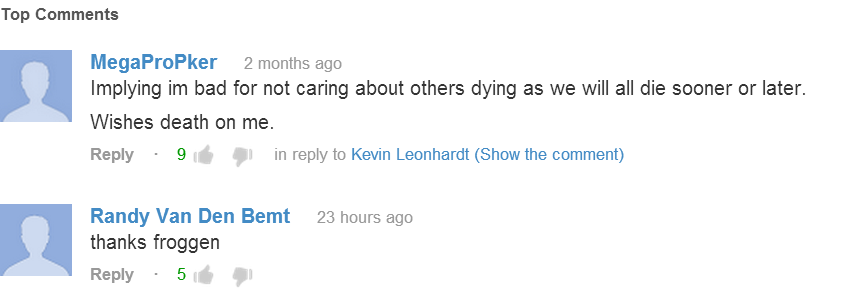 Top Comments
MegaProPker 2 months ago
Implying im bad for not caring about others dying as we will all die sooner or later.
Wishes death on me.
Reply · 9 in reply to Kevin Leonhardt (Show the comment)
Randy Van Den Bemt 23 hours ago
thanks froggen
Reply · 5